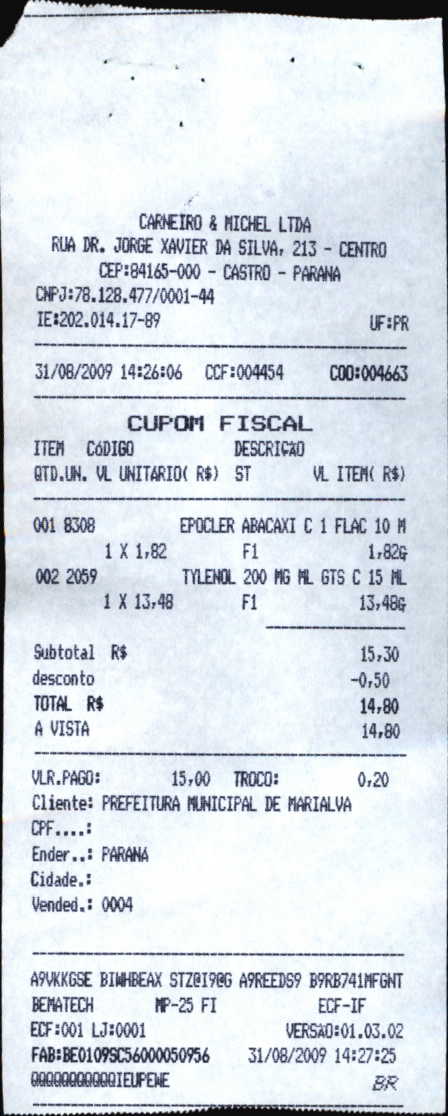 CARNEIRO & MICHEL LTDA
RUA DR. JORGE XAVIER DA SILVA, 213 - CENTRO
CEP:84165-000 - CASTRO - PARANA
CNPJ:78.128.477/0001-44
IE:202.014.17-89 UF:PR
31/08/2009 14:26:06 CCF:004454 COO:004663
CUPOM FISCAL
ITEM CóDIGO DESCRIÇÃO
QTD.UN. VL UNITÁRIO( R$) ST VL ITEM( R$)
001 8308 EPOCLER ABACAXI C 1 FLAC 10 M
1 X 1,82 F1 1,82G
002 2059 TYLENOL 200 MG ML GTS C 15 ML
1 X 13,48 F1 13,48G
Subtotal R$ 15,30
desconto -0,50
TOTAL R$ 14,80
A VISTA 14,80
VLR.PAGO: 15,00 TROCO: 0,20
Cliente: PREFEITURA MUNICIPAL DE MARIALVA
CPF....:
Ender..: PARANA
Cidade.:
Vended.: 0004
A9VKKGSE BIWHBEAX STZ@I9@G A9REEDS9 B9RB741MFGNT
BEMATECH MP-25 FI ECF-IF
ECF:001 LJ:0001 VERSÃO:01.03.02
FAB:BE0109SC56000050956 31/08/2009 14:27:25
QQQQQQQQQQQIEUPEWE BR